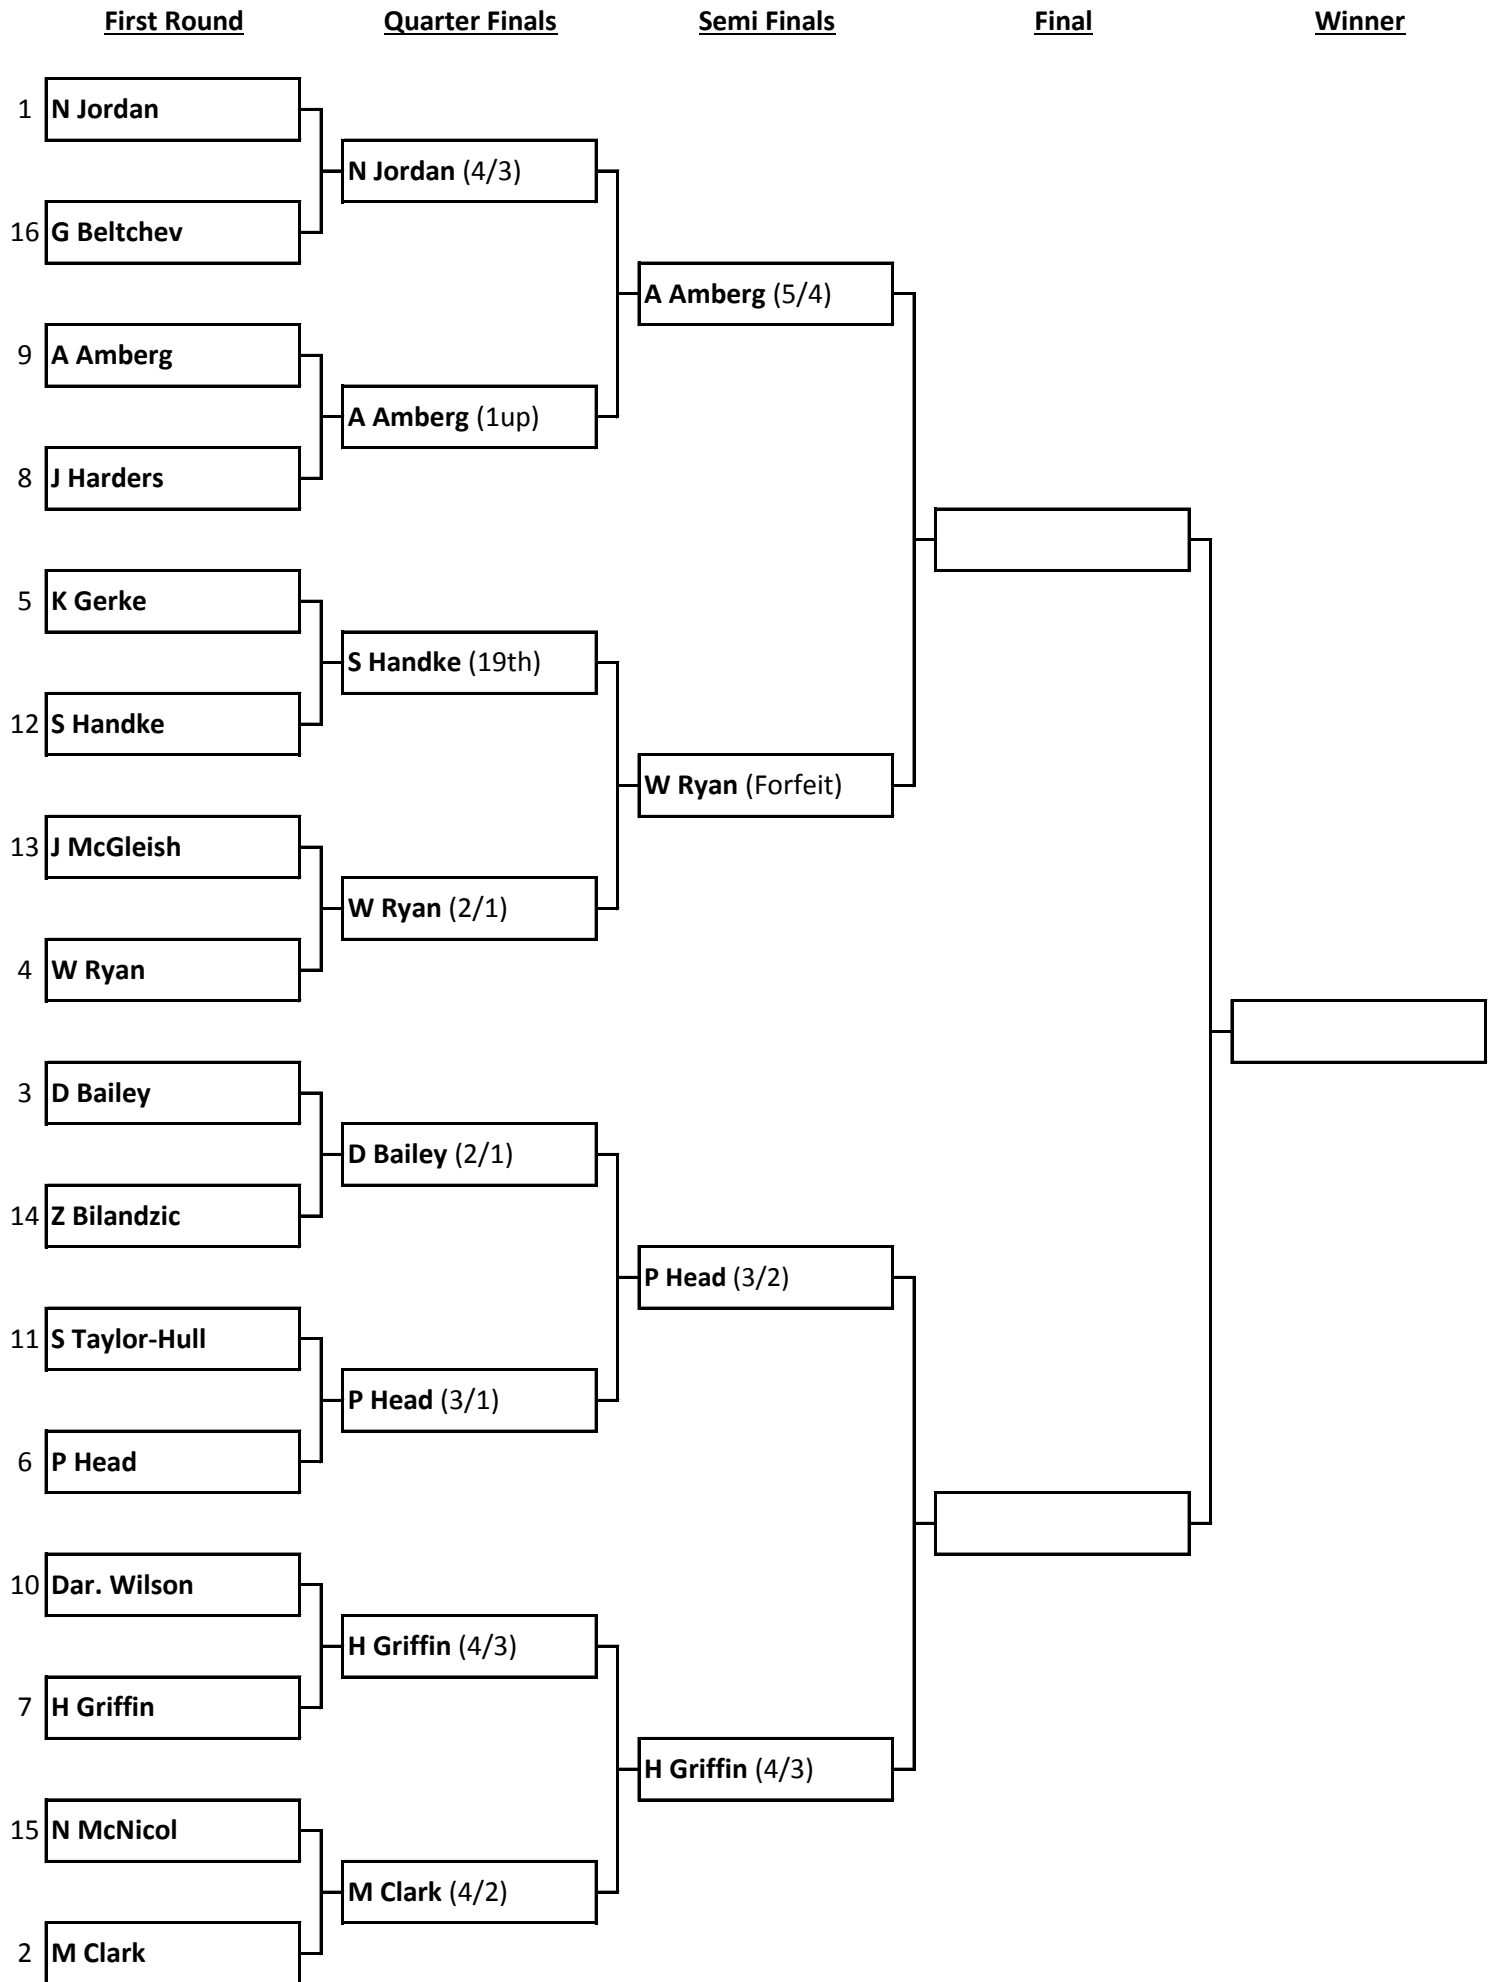 First Round Quarter Finals Semi Finals Final Winner
1 N Jordan
N Jordan (4/3)
16 G Beltchev
A Amberg (5/4)
9 A Amberg
A Amberg (1up)
8 J Harders
5 K Gerke
S Handke (19th)
12 S Handke
W Ryan (Forfeit)
13 J McGleish
W Ryan (2/1)
4 W Ryan
3 D Bailey
D Bailey (2/1)
14 Z Bilandzic
P Head (3/2)
11 S Taylor-Hull
P Head (3/1)
6 P Head
10 Dar. Wilson
H Griffin (4/3)
7 H Griffin
H Griffin (4/3)
15 N McNicol
M Clark (4/2)
2 M Clark